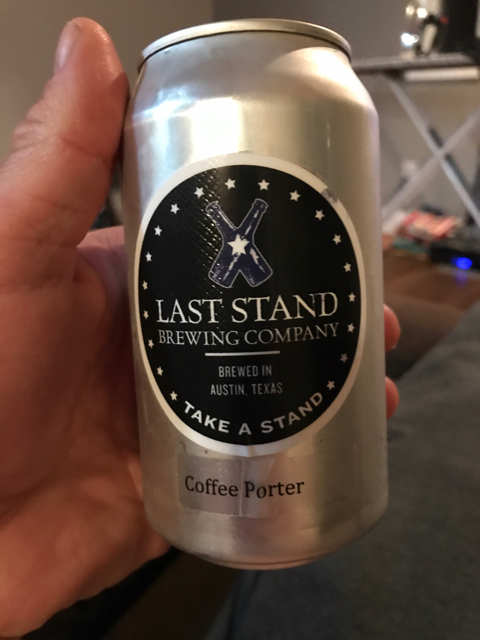 LAST STAND
BREWING COMPANY
BREWED IN
AUSTIN, TEXAS
TAKE A STAND
Coffee Porter